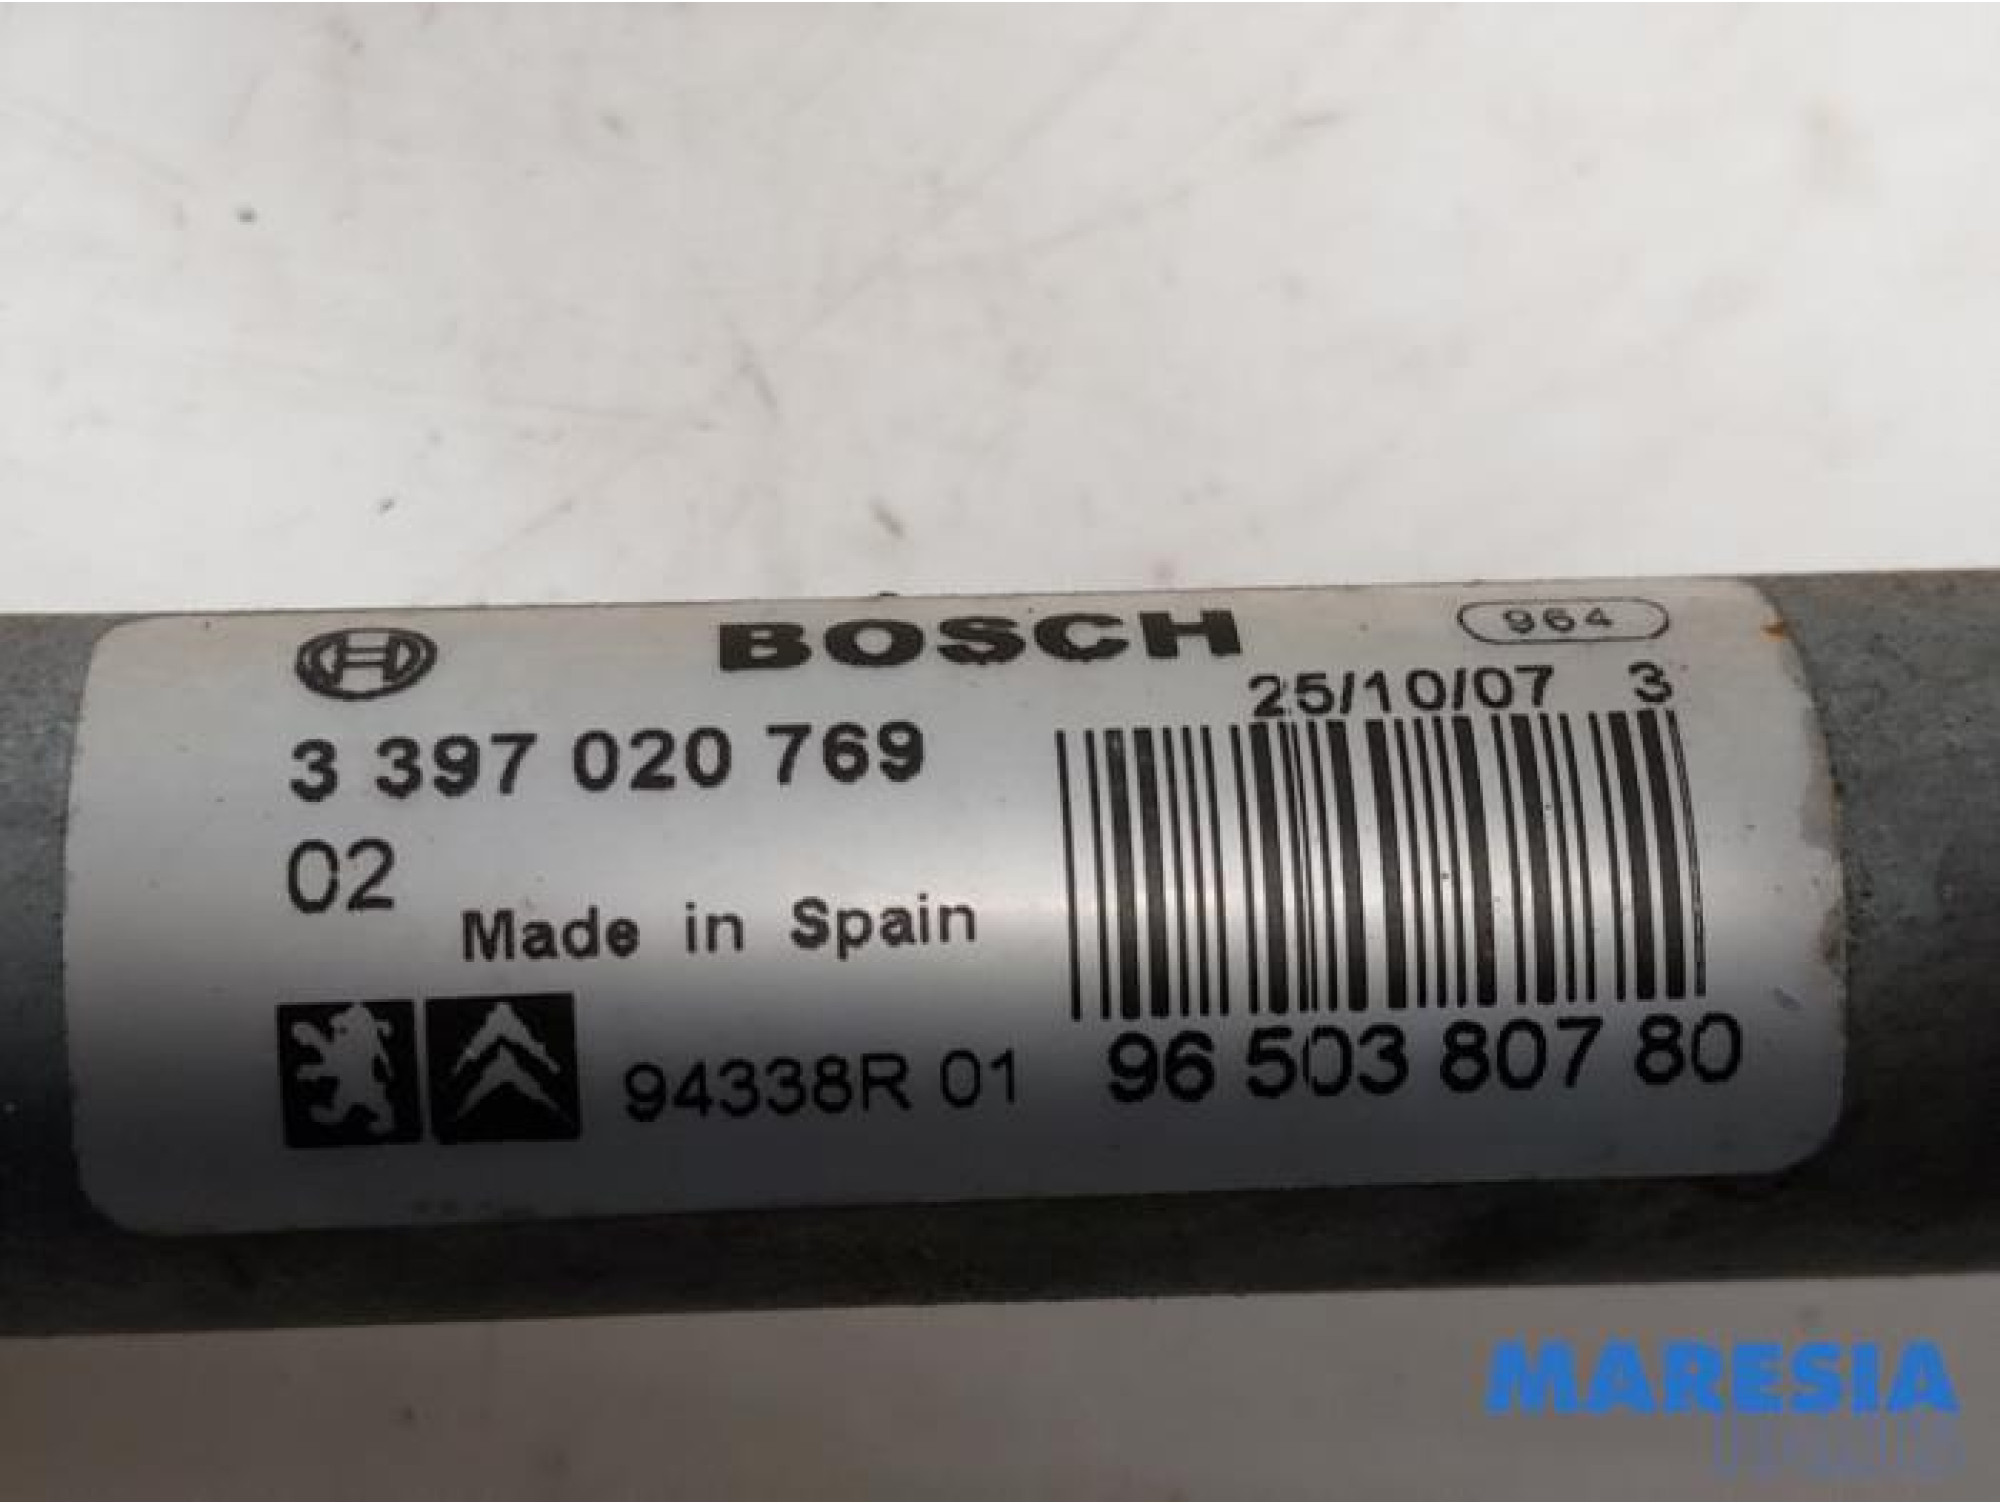 BOSCH
964
25/10/07 3
3 397 020 769
02
Made in Spain
94338R 01
96 503 807 80
MARESIA